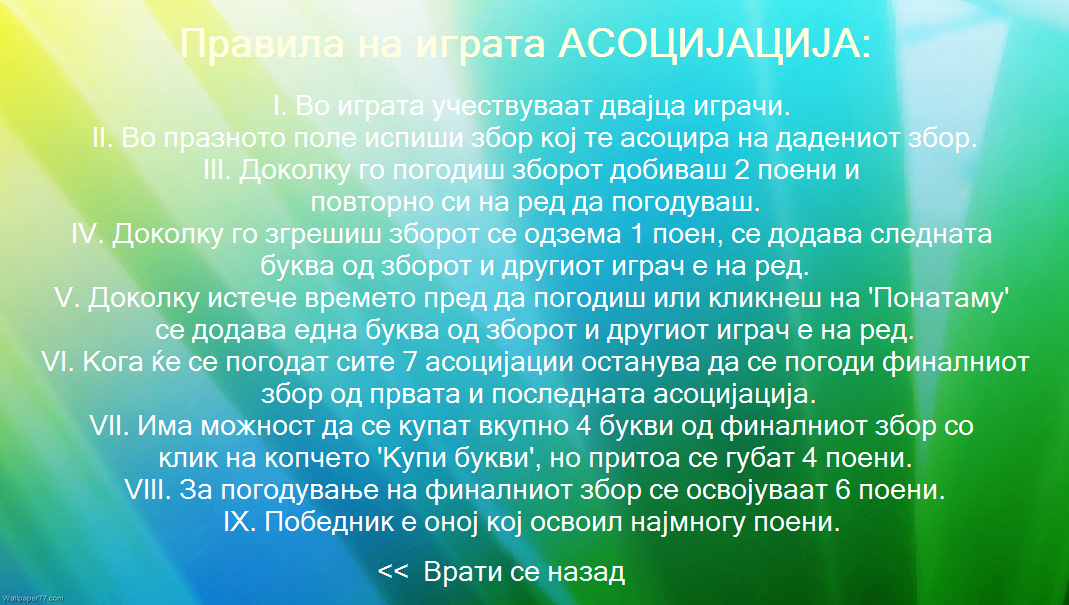 Правила на играта АСОЦИЈАЦИЈА:
I. Во играта учествуваат двајца играчи.
II. Во празното поле испиши збор кој те асоцира на дадениот збор.
III. Доколку го погодиш зборот добиваш 2 поени и
повторно си на ред да погодуваш.
IV. Доколку го згрешиш зборот се одзема 1 поен, се додава следната
буква од зборот и другиот играч е на ред.
V. Доколку истече времето пред да погодиш или кликнеш на 'Понатаму'
се додава една буква од зборот и другиот играч е на ред.
VI. Кога ќе се погодат сите 7 асоцијации останува да се погоди финалниот
збор од првата и последната асоцијација.
VII. Има можност да се купат вкупно 4 букви од финалниот збор со
клик на копчето 'Купи букви', но притоа се губат 4 поени.
VIII. За погодување на финалниот збор се освојуваат 6 поени.
IX. Победник е оној кој освоил најмногу поени.
<< Врати се назад
Wallpaper77.com